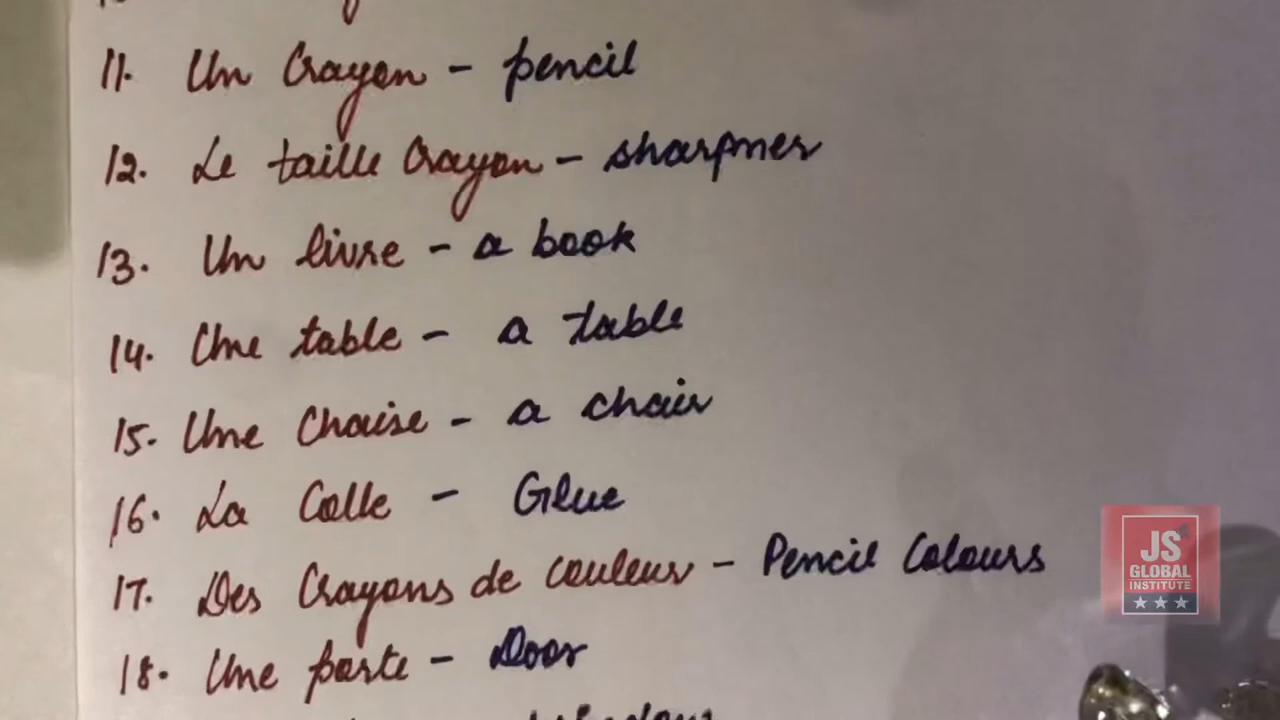 11. Un Crayon - pencil
12. Le taille Crayon - sharpner
13. Un livre - a book
14. Une table - a table
15. Une Chaise - a chair
16. La Colle - Glue
17. Des Crayons de couleur - Pencil Colours
18. Une porte - Door
JS
GLOBAL
INSTITUTE